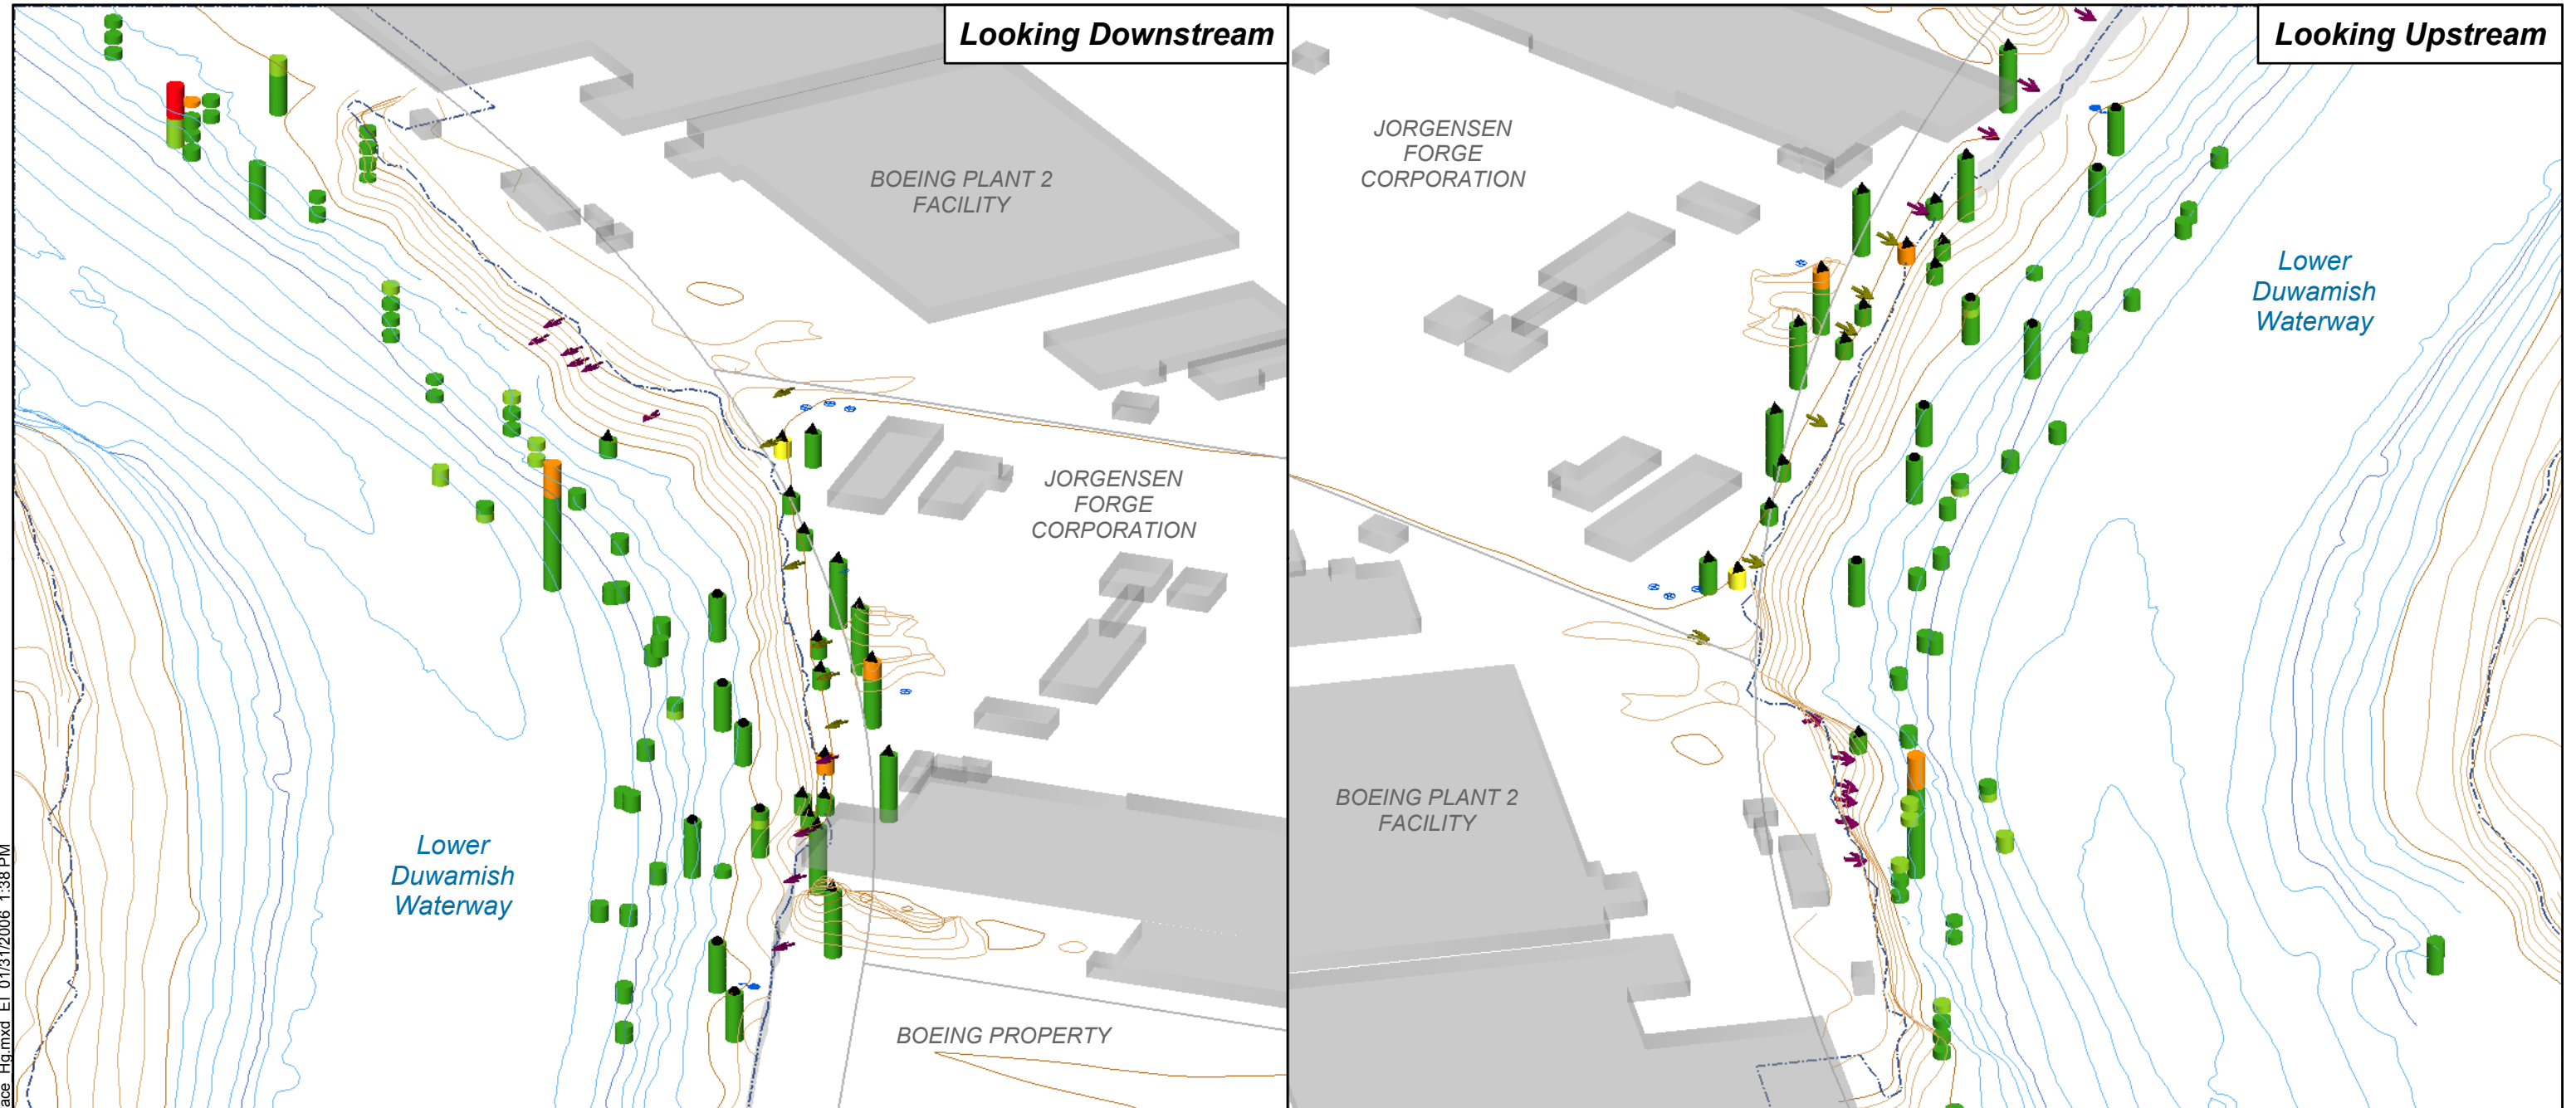 Looking Downstream
BOEING PLANT 2
FACILITY
JORGENSEN
FORGE
CORPORATION
Lower
Duwamish
Waterway
BOEING PROPERTY
Looking Upstream
JORGENSEN
FORGE
CORPORATION
Lower
Duwamish
Waterway
BOEING PLANT 2
FACILITY
ace_Hg.mxd EI 01/31/2006 1:38 PM